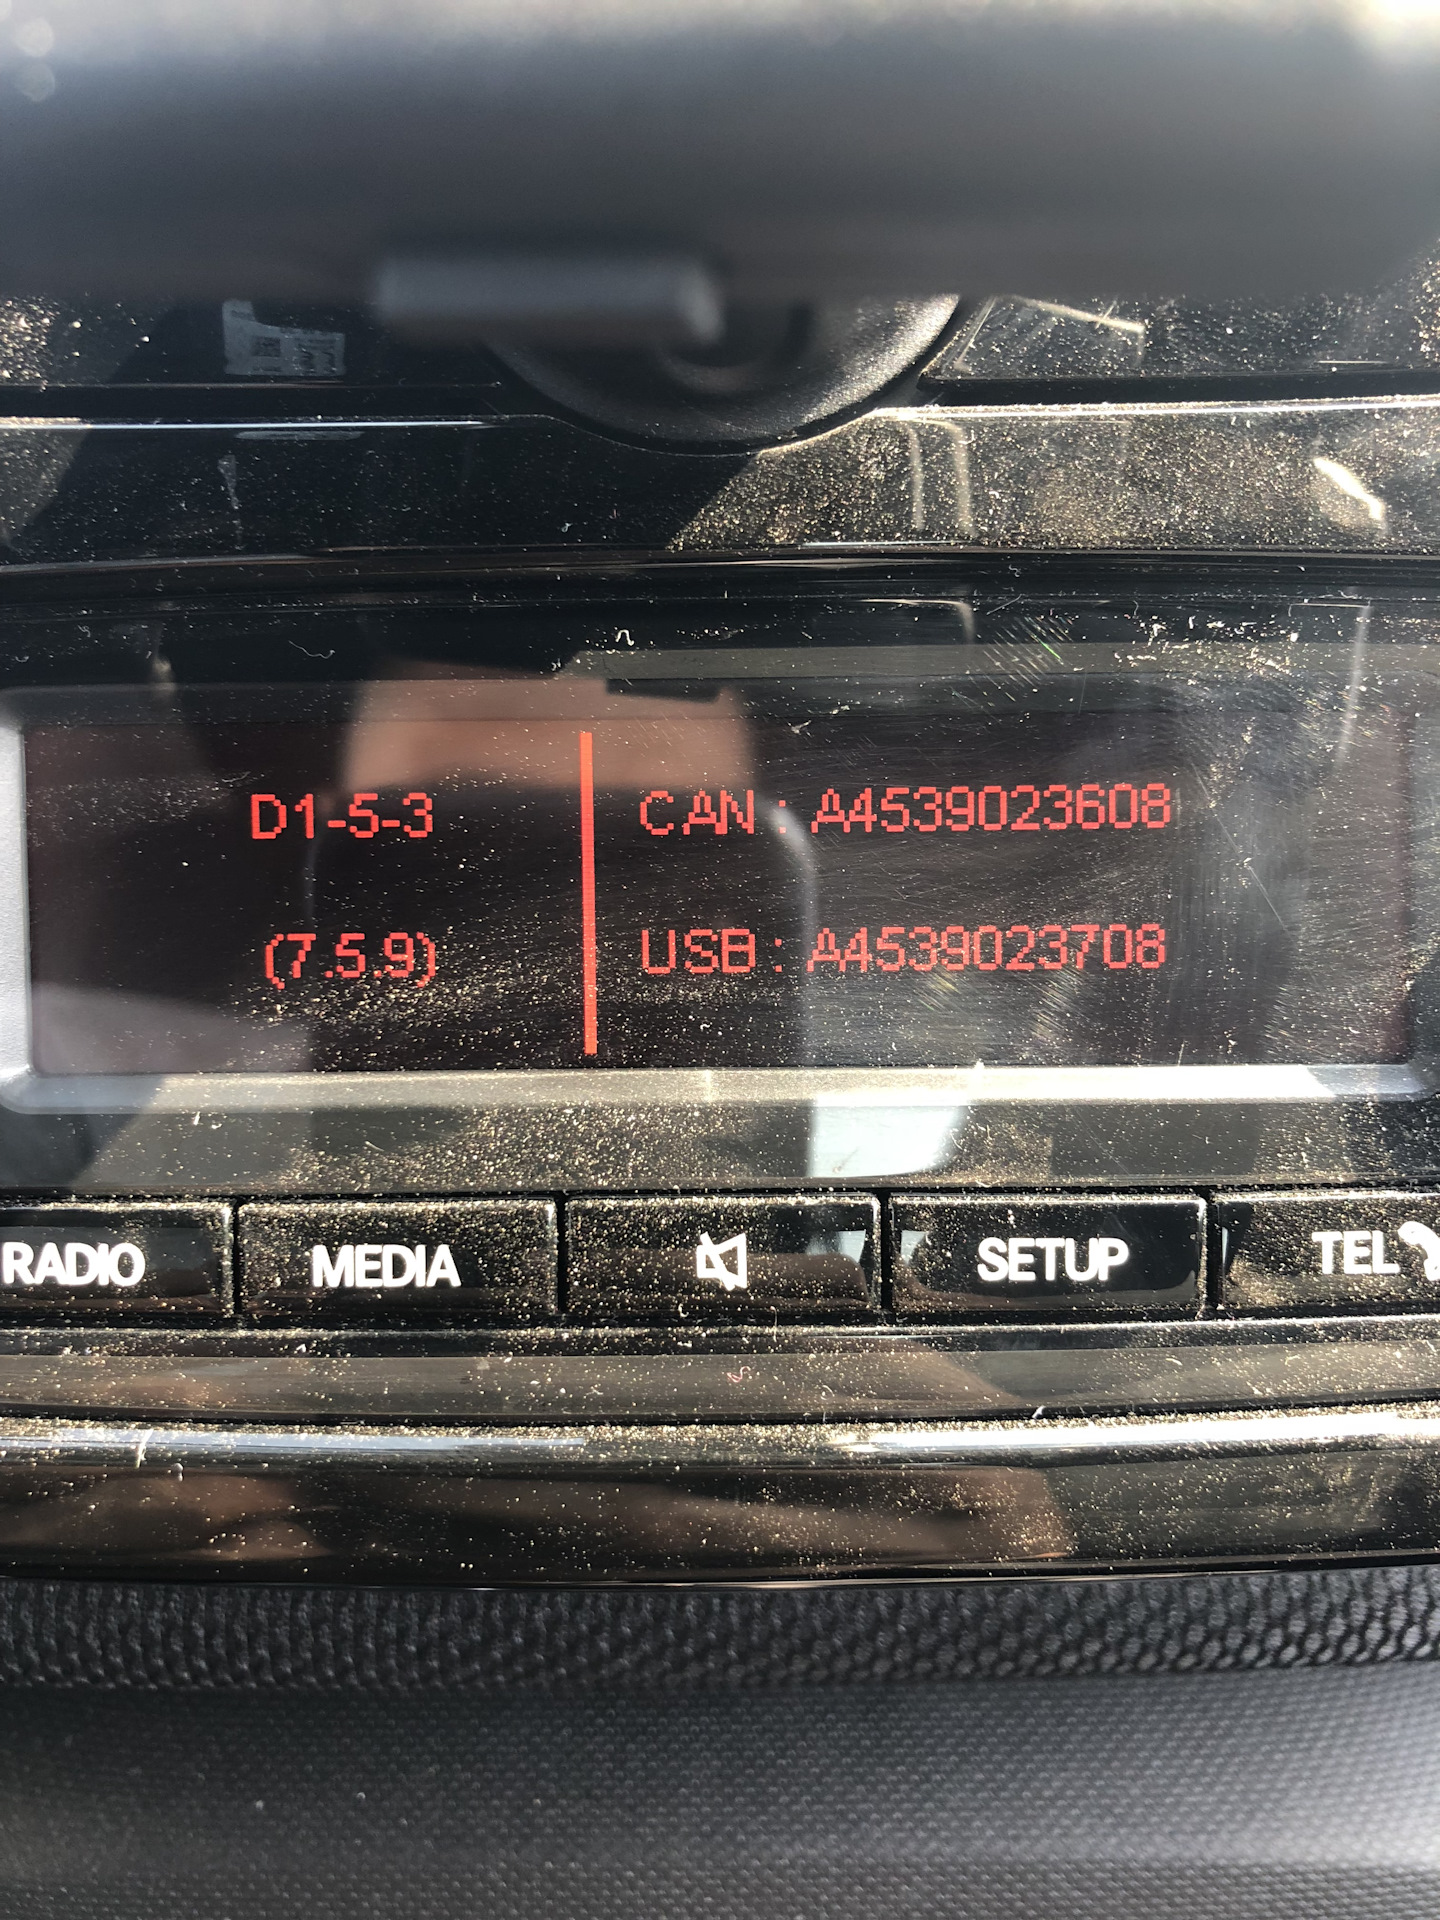 D1-5-3
(7.5.9)
CAN : A4539023608
USB : A4539023708
RADIO
MEDIA
SETUP
TEL